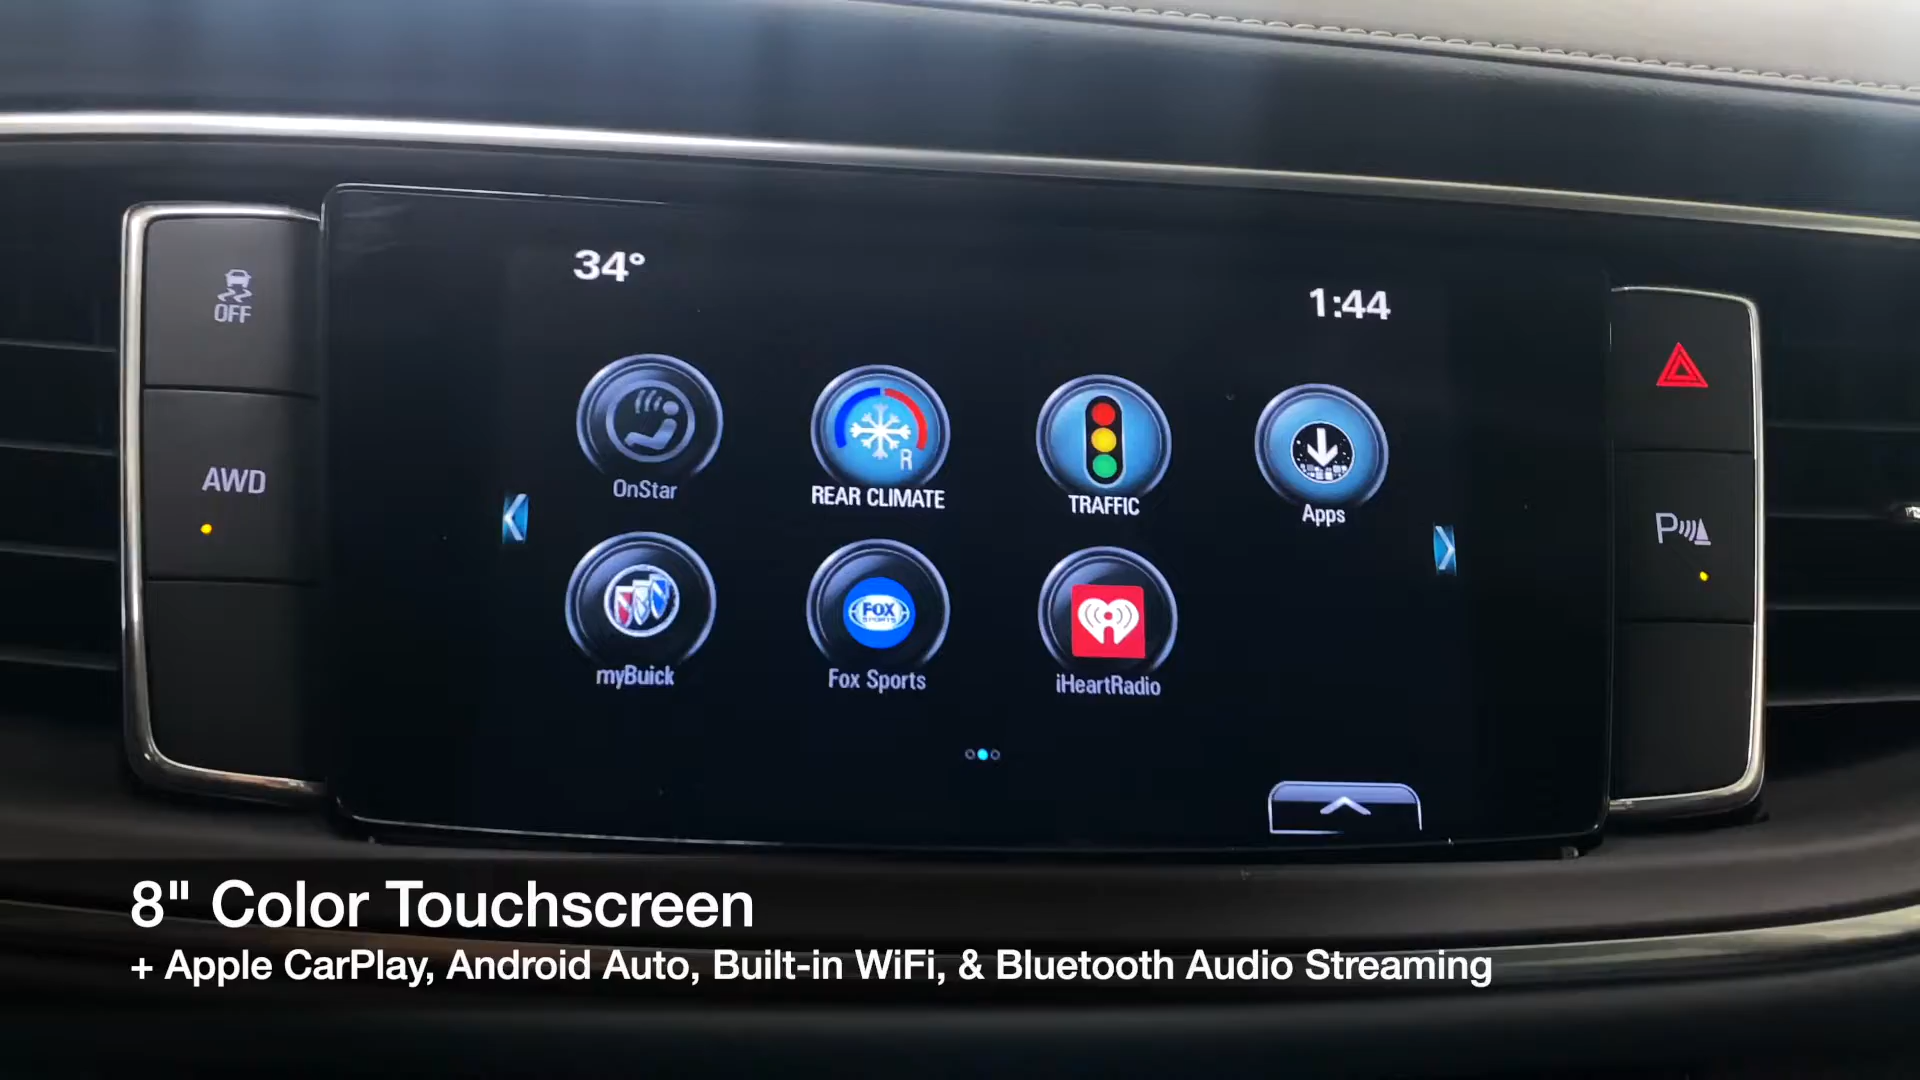 34°
1:44
OFF
AWD
OnStar
REAR CLIMATE
R
TRAFFIC
Apps
P
myBuick
FOX
SPORTS
Fox Sports
iHeartRadio
8" Color Touchscreen
+ Apple CarPlay, Android Auto, Built-in WiFi, & Bluetooth Audio Streaming